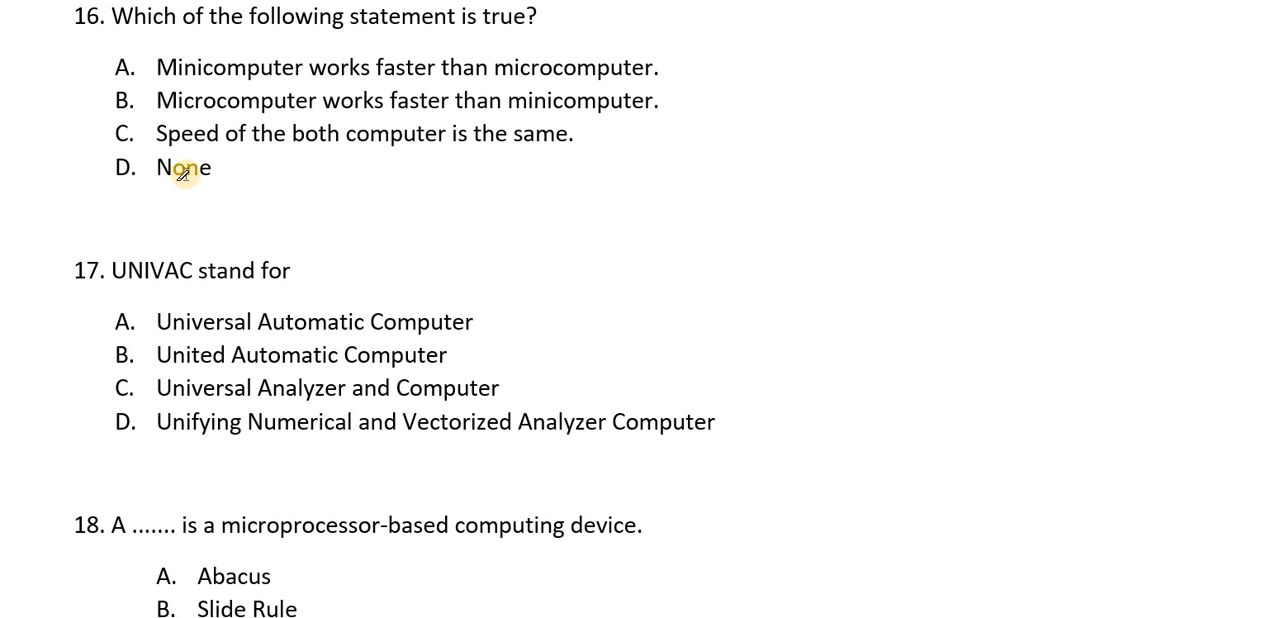 16. Which of the following statement is true?
A. Minicomputer works faster than microcomputer.
B. Microcomputer works faster than minicomputer.
C. Speed of the both computer is the same.
D. None
17. UNIVAC stand for
A. Universal Automatic Computer
B. United Automatic Computer
C. Universal Analyzer and Computer
D. Unifying Numerical and Vectorized Analyzer Computer
18. A ....... is a microprocessor-based computing device.
A. Abacus
B. Slide Rule